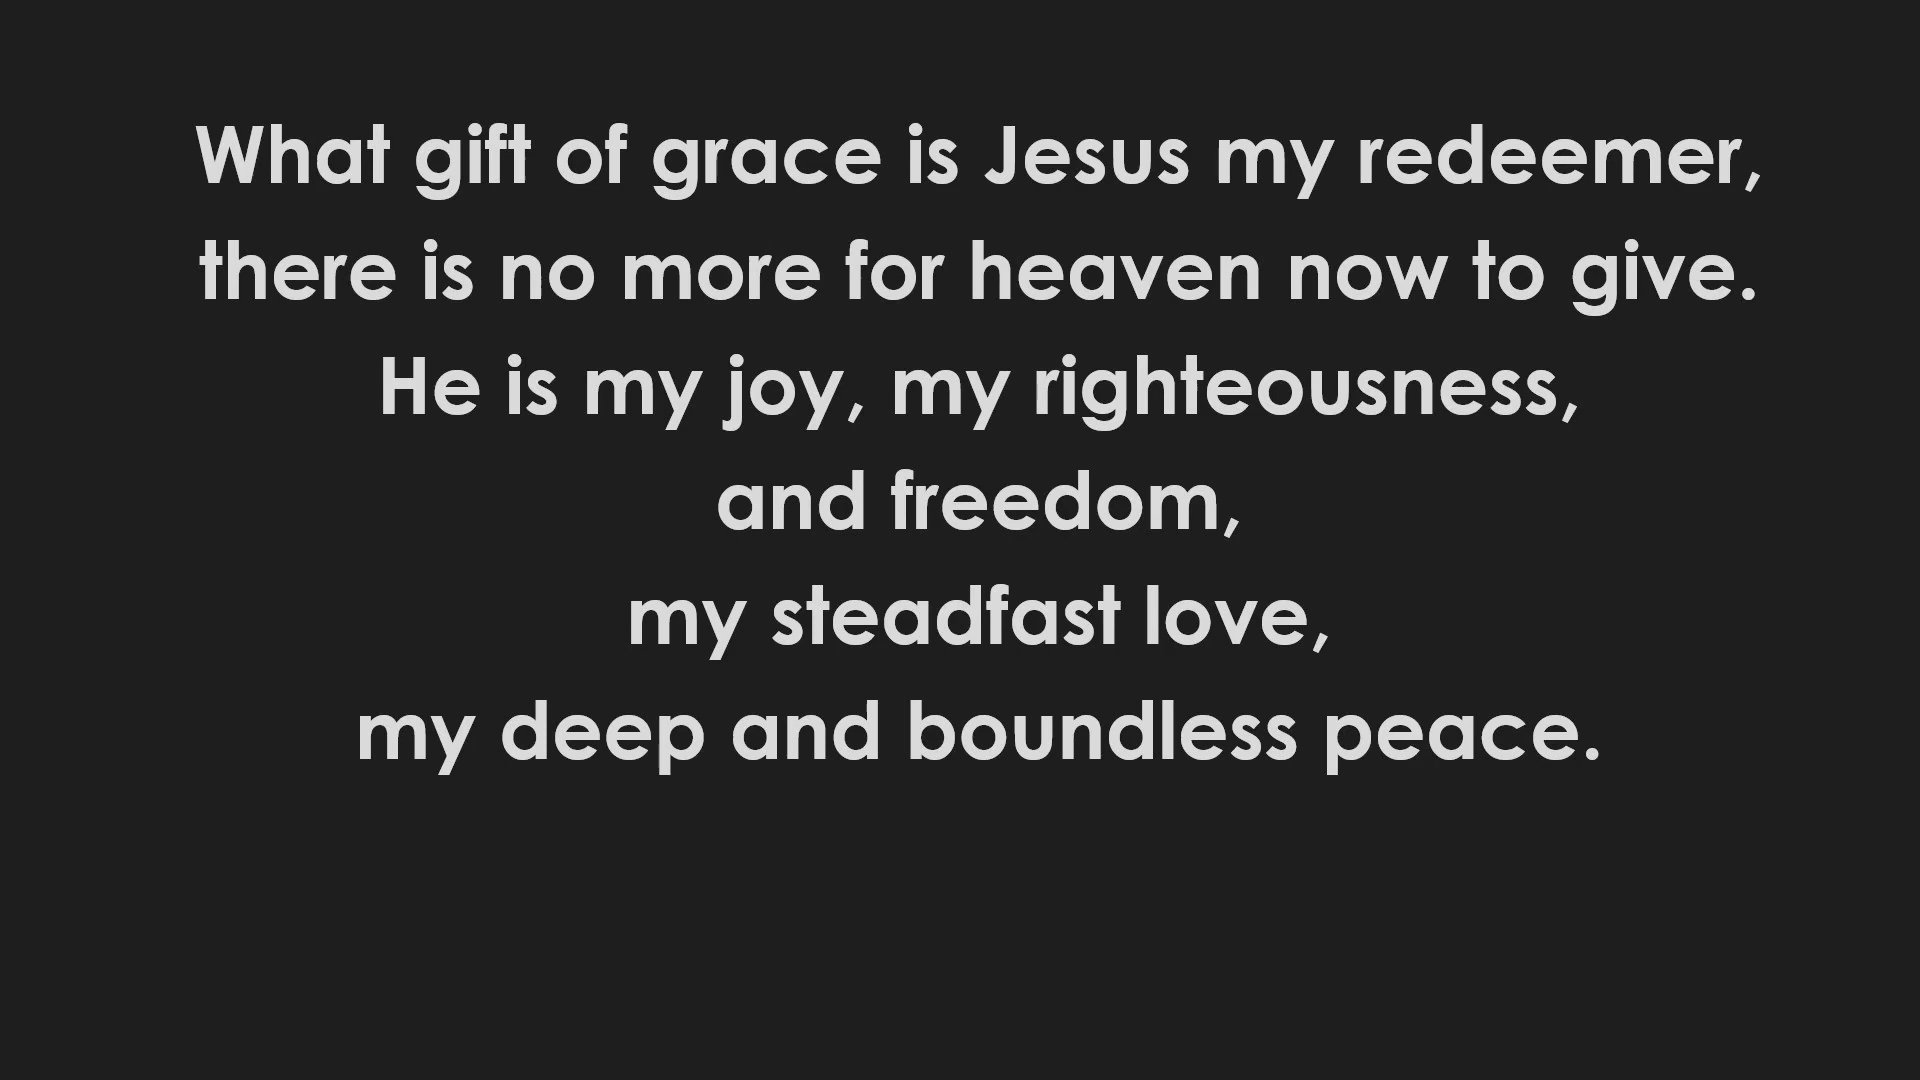 What gift of grace is Jesus my redeemer,
there is no more for heaven now to give.
He is my joy, my righteousness,
and freedom,
my steadfast love,
my deep and boundless peace.